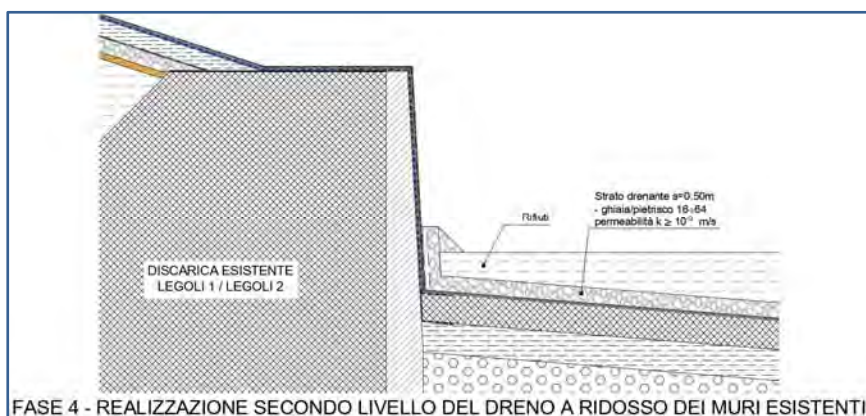 Rifiuti
Strato drenante s=0.50m
- ghiaia/pietrisco 16÷64
permeabilità k ≥ 10⁻³ m/s
DISCARICA ESISTENTE
LEGOLI 1 / LEGOLI 2
FASE 4 - REALIZZAZIONE SECONDO LIVELLO DEL DRENO A RIDOSSO DEI MURI ESISTENTI